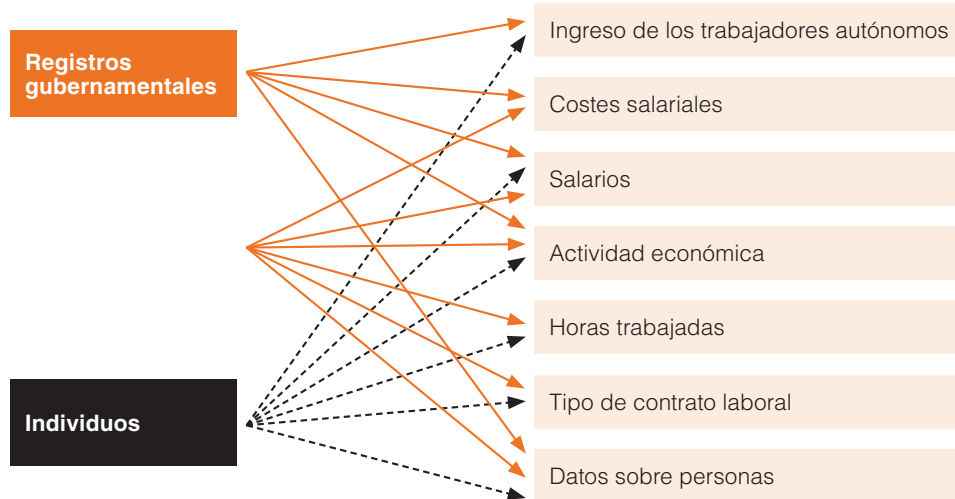 Registros
gubernamentales
Individuos
Ingreso de los trabajadores autónomos
Costes salariales
Salarios
Actividad económica
Horas trabajadas
Tipo de contrato laboral
Datos sobre personas